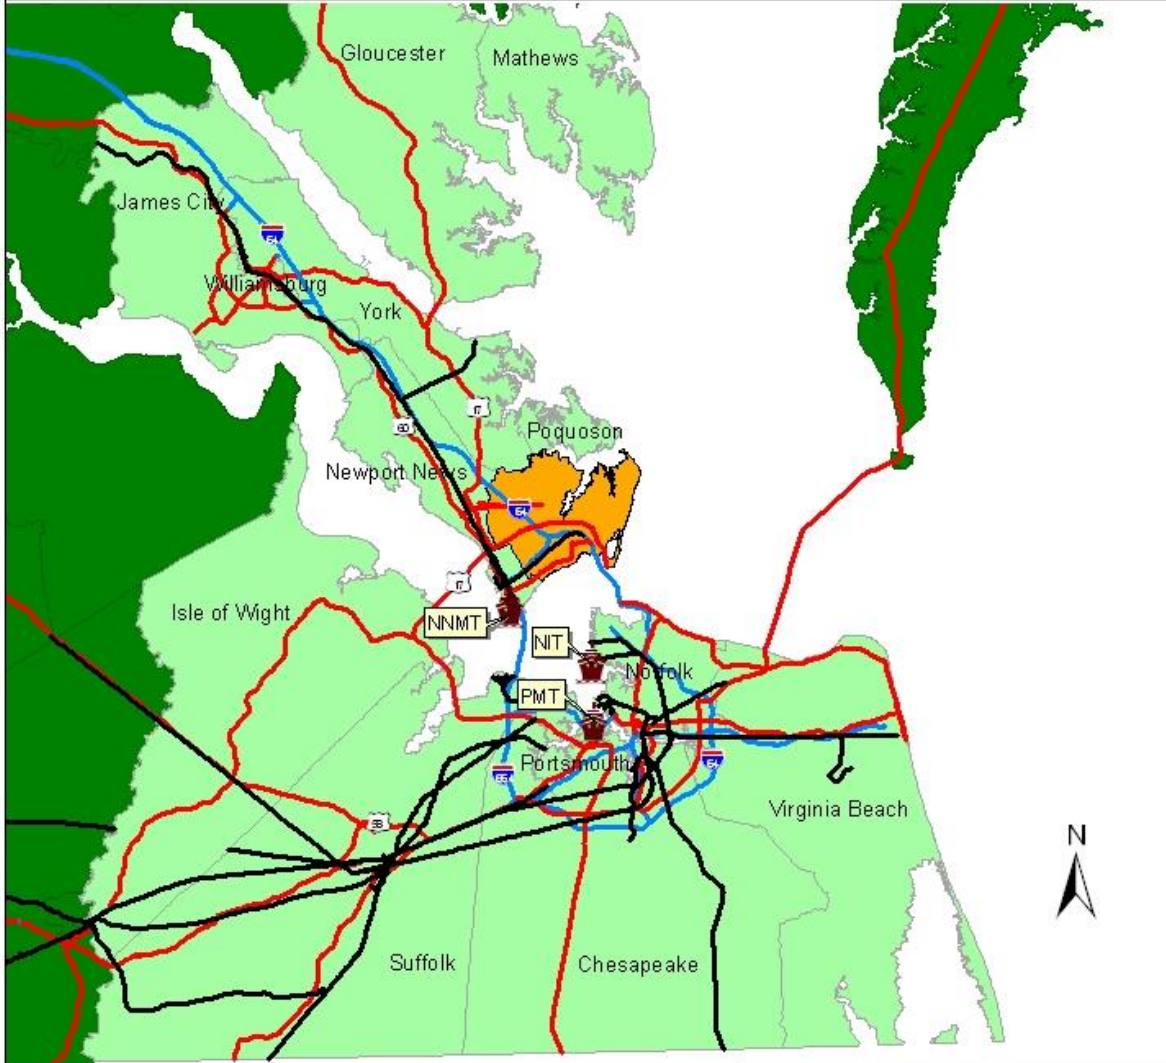 Gloucester
Mathews
James City
64
Williamsburg
York
17
60
Poquoson
Newport News
64
17
Isle of Wight
NNMT
NIT
Norfolk
PMT
Portsmouth
664
64
Virginia Beach
58
N
Suffolk
Chesapeake